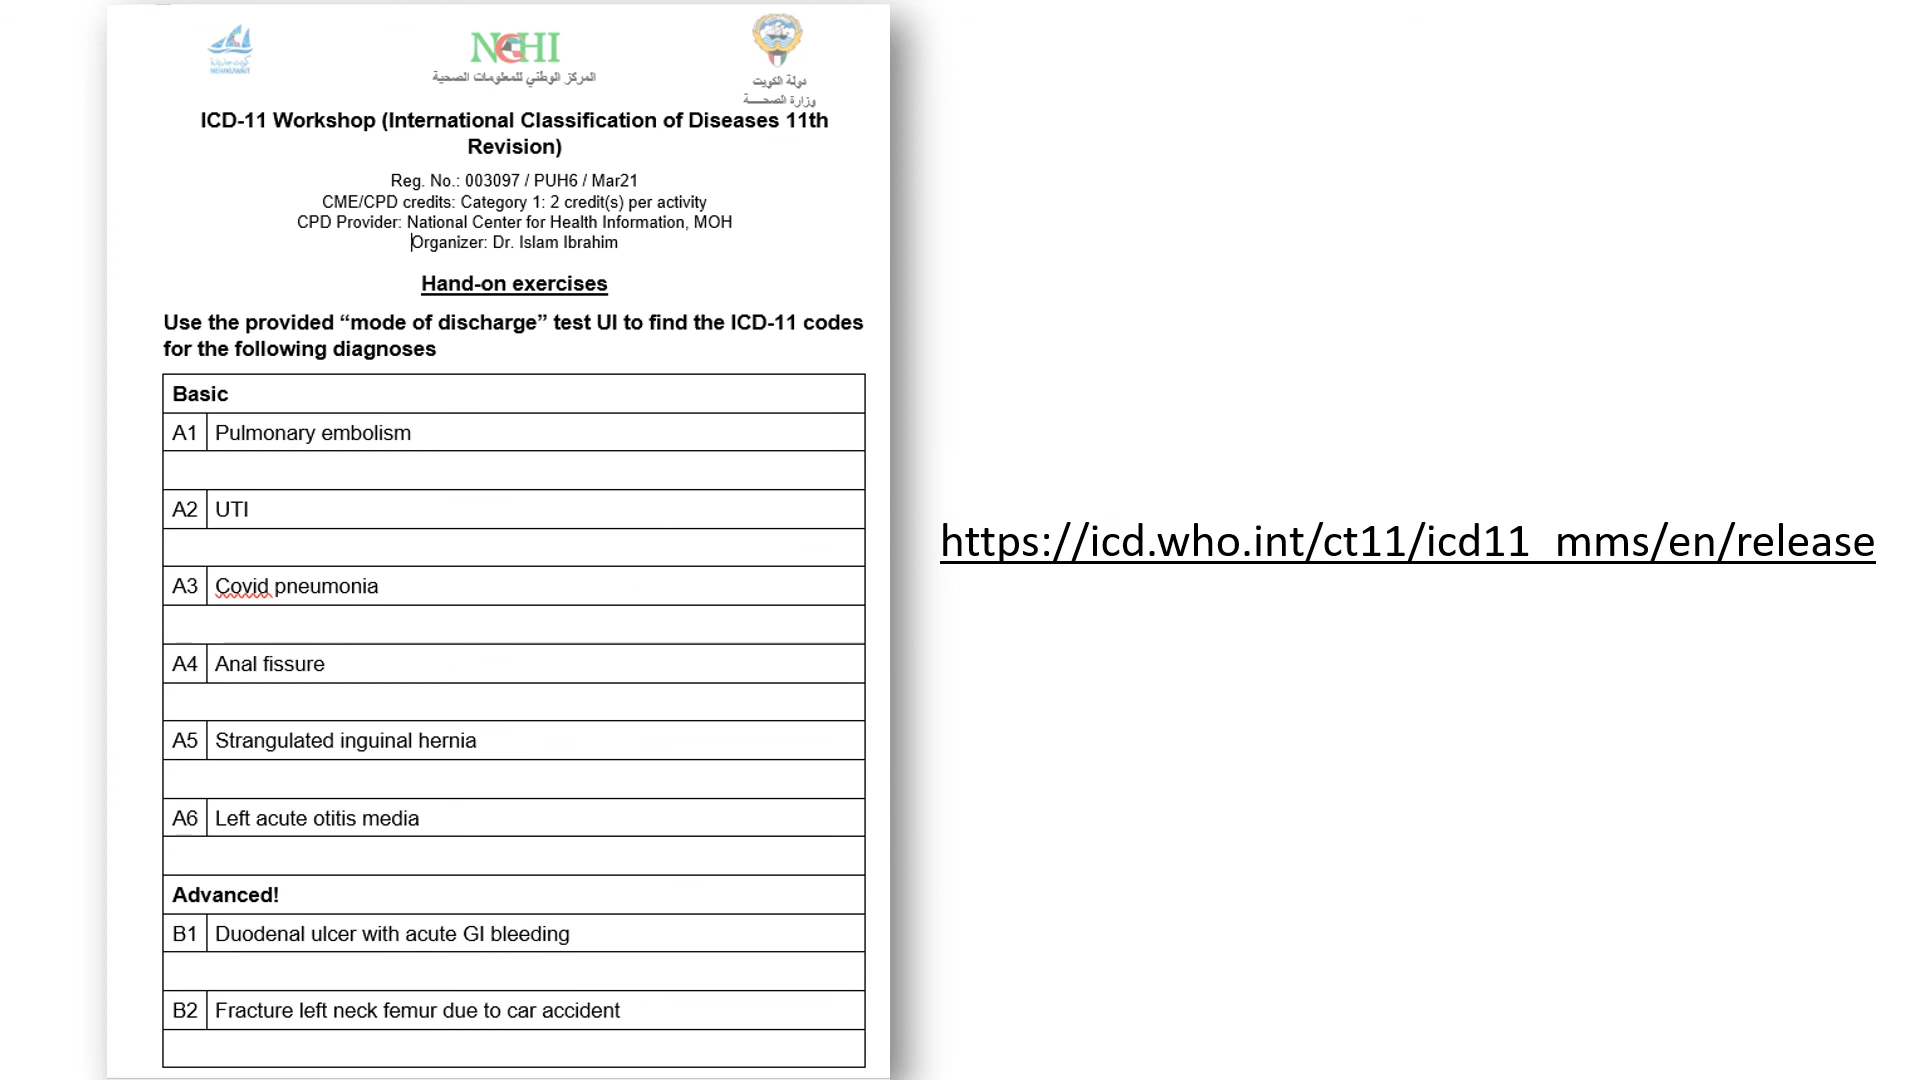 كويت جديدة
NEWKUWAIT
NCHI
المركز الوطني للمعلومات الصحية
دولة الكويت
وزارة الصحـــة
ICD-11 Workshop (International Classification of Diseases 11th
Revision)
Reg. No.: 003097 / PUH6 / Mar21
CME/CPD credits: Category 1: 2 credit(s) per activity
CPD Provider: National Center for Health Information, MOH
Organizer: Dr. Islam Ibrahim
Hand-on exercises
Use the provided “mode of discharge” test UI to find the ICD-11 codes
for the following diagnoses
Basic
A1 Pulmonary embolism
A2 UTI
A3 Covid pneumonia
A4 Anal fissure
A5 Strangulated inguinal hernia
A6 Left acute otitis media
Advanced!
B1 Duodenal ulcer with acute GI bleeding
B2 Fracture left neck femur due to car accident
https://icd.who.int/ct11/icd11_mms/en/release